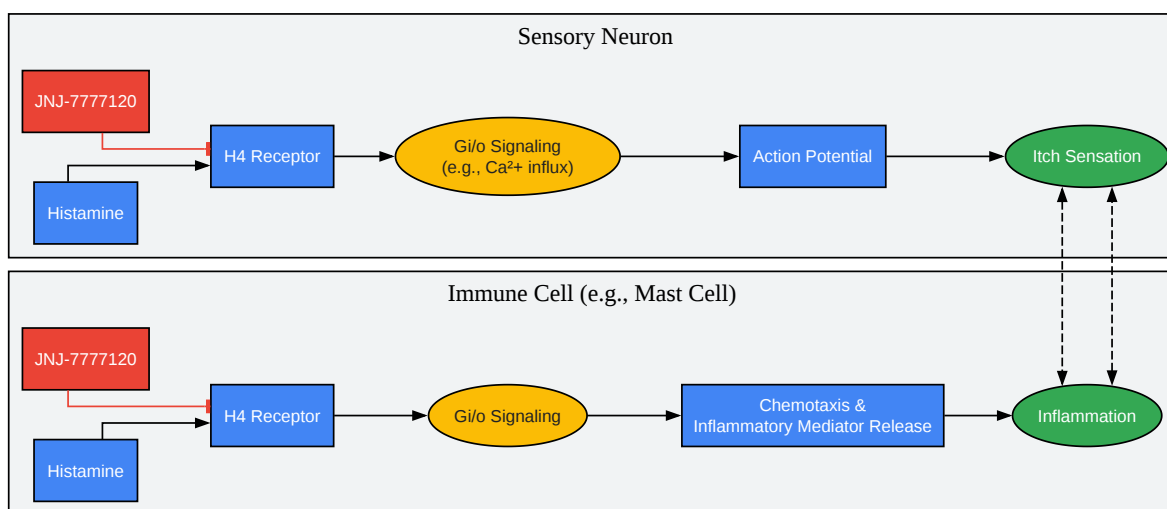 Sensory Neuron
JNJ-7777120
H4 Receptor
Gi/o Signaling
(e.g., Ca²+ influx)
Action Potential
Itch Sensation
Histamine
Immune Cell (e.g., Mast Cell)
JNJ-7777120
H4 Receptor
Gi/o Signaling
Chemotaxis &
Inflammatory Mediator Release
Inflammation
Histamine